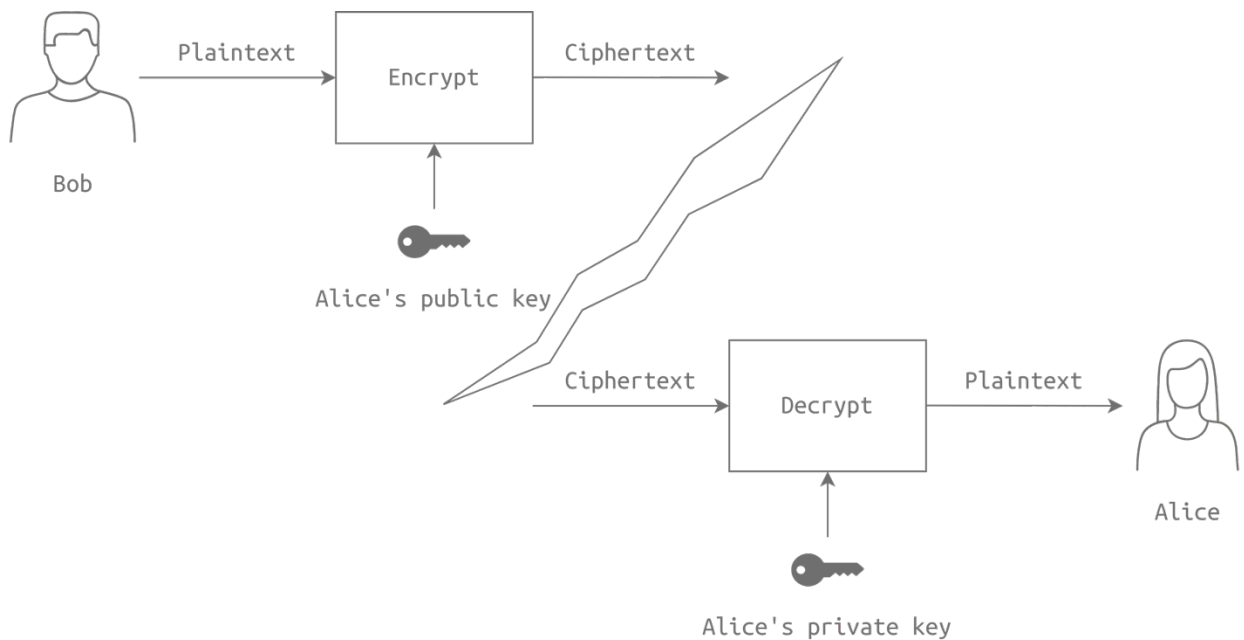 Plaintext
Encrypt
Ciphertext
Bob
Alice's public key
Ciphertext
Decrypt
Plaintext
Alice
Alice's private key